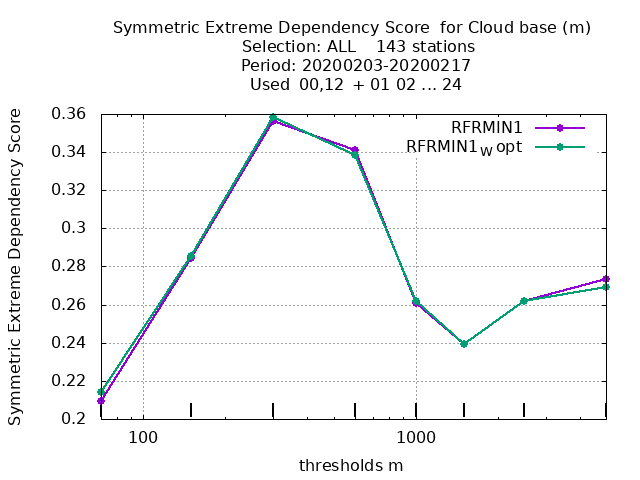 Symmetric Extreme Dependency Score  for Cloud base (m)
Selection: ALL    143 stations
Period: 20200203-20200217
Used  00,12  + 01 02 ... 24
Symmetric Extreme Dependency Score
0.36
0.34
0.32
0.3
0.28
0.26
0.24
0.22
0.2
RFRMIN1
RFRMIN1W opt
100
1000
thresholds m